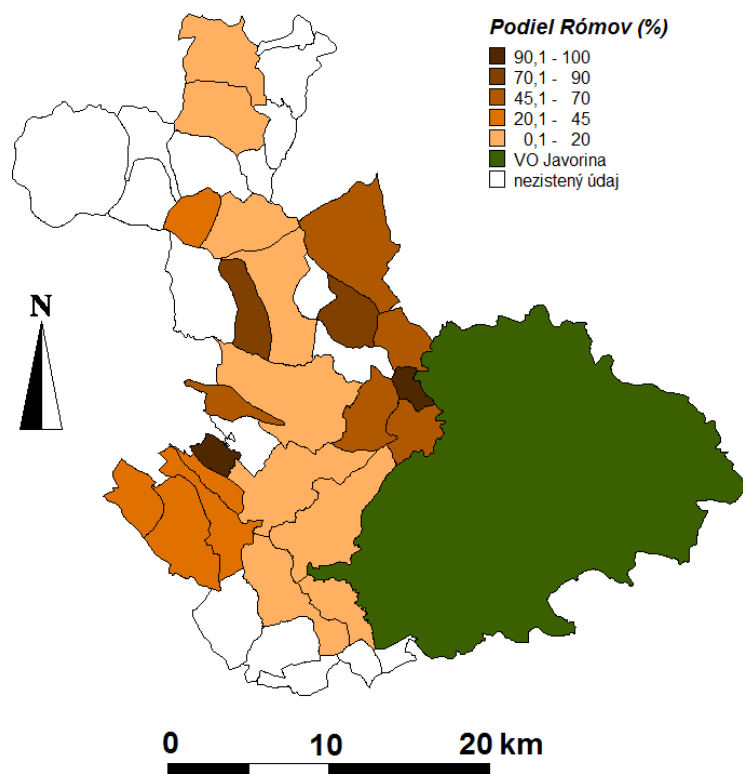 Podiel Rómov (%)
90,1 - 100
70,1 - 90
45,1 - 70
20,1 - 45
0,1 - 20
VO Javorina
nezistený údaj
N
0 10 20 km